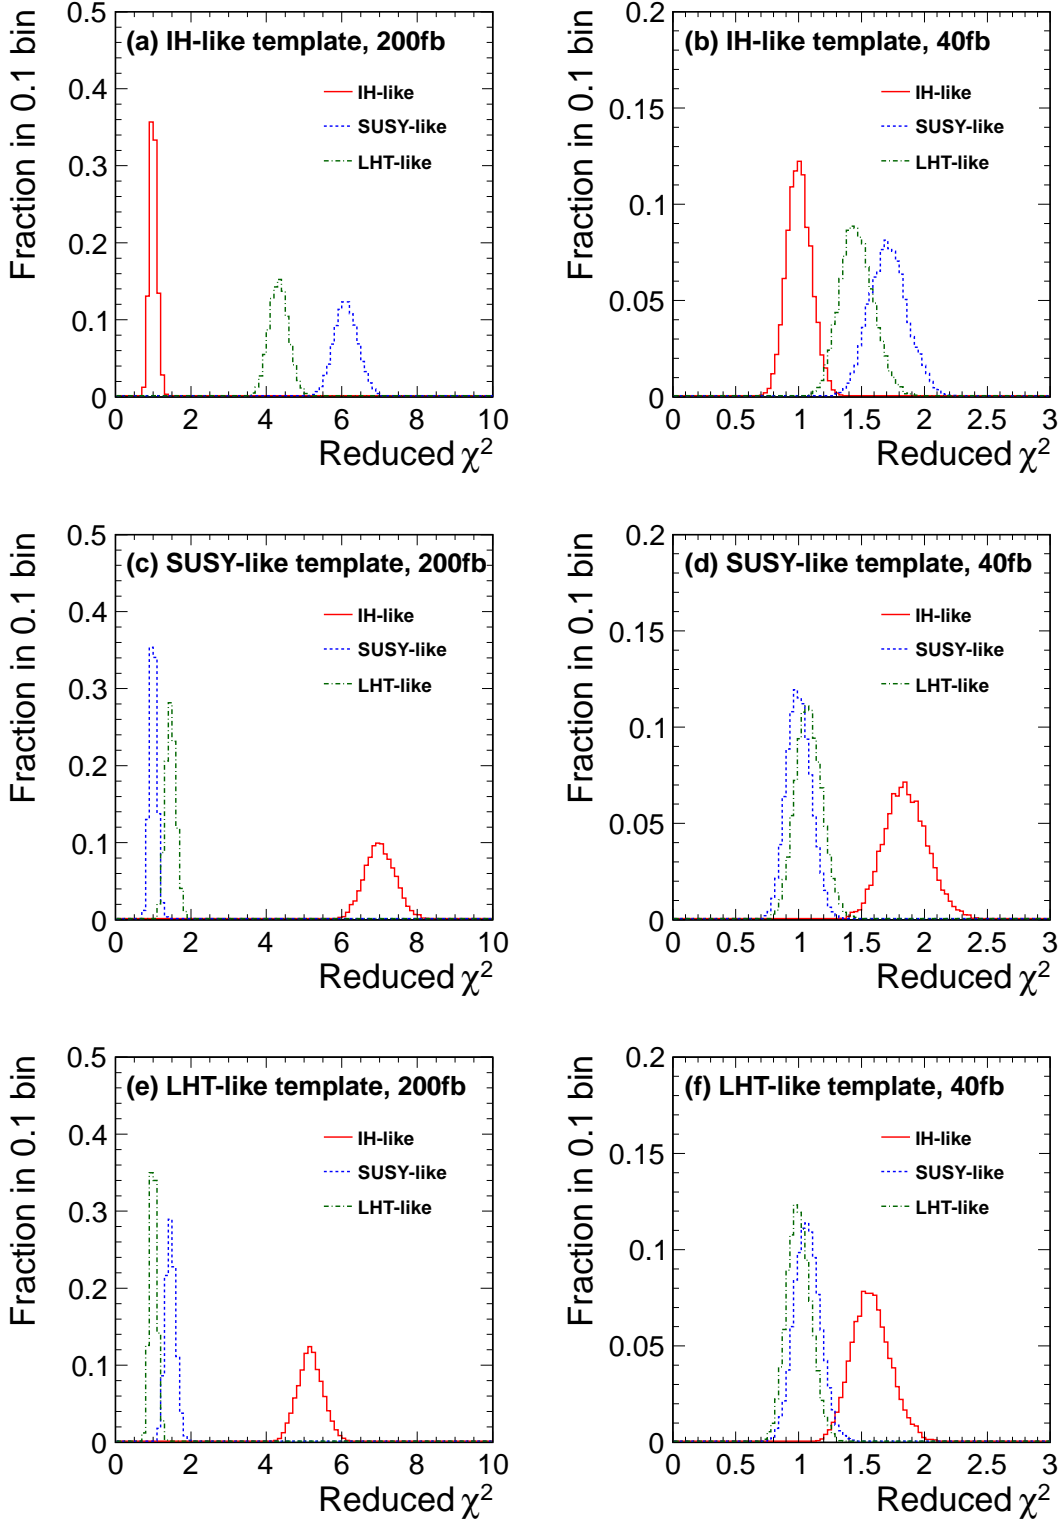 (a) IH-like template, 200fb
Fraction in 0.1 bin
0.5
0.4
0.3
0.2
0.1
0
IH-like
SUSY-like
LHT-like
0 2 4 6 8 10
Reduced χ²
(b) IH-like template, 40fb
Fraction in 0.1 bin
0.2
0.15
0.1
0.05
0
IH-like
SUSY-like
LHT-like
0 0.5 1 1.5 2 2.5 3
Reduced χ²
(c) SUSY-like template, 200fb
Fraction in 0.1 bin
0.5
0.4
0.3
0.2
0.1
0
IH-like
SUSY-like
LHT-like
0 2 4 6 8 10
Reduced χ²
(d) SUSY-like template, 40fb
Fraction in 0.1 bin
0.2
0.15
0.1
0.05
0
IH-like
SUSY-like
LHT-like
0 0.5 1 1.5 2 2.5 3
Reduced χ²
(e) LHT-like template, 200fb
Fraction in 0.1 bin
0.5
0.4
0.3
0.2
0.1
0
IH-like
SUSY-like
LHT-like
0 2 4 6 8 10
Reduced χ²
(f) LHT-like template, 40fb
Fraction in 0.1 bin
0.2
0.15
0.1
0.05
0
IH-like
SUSY-like
LHT-like
0 0.5 1 1.5 2 2.5 3
Reduced χ²